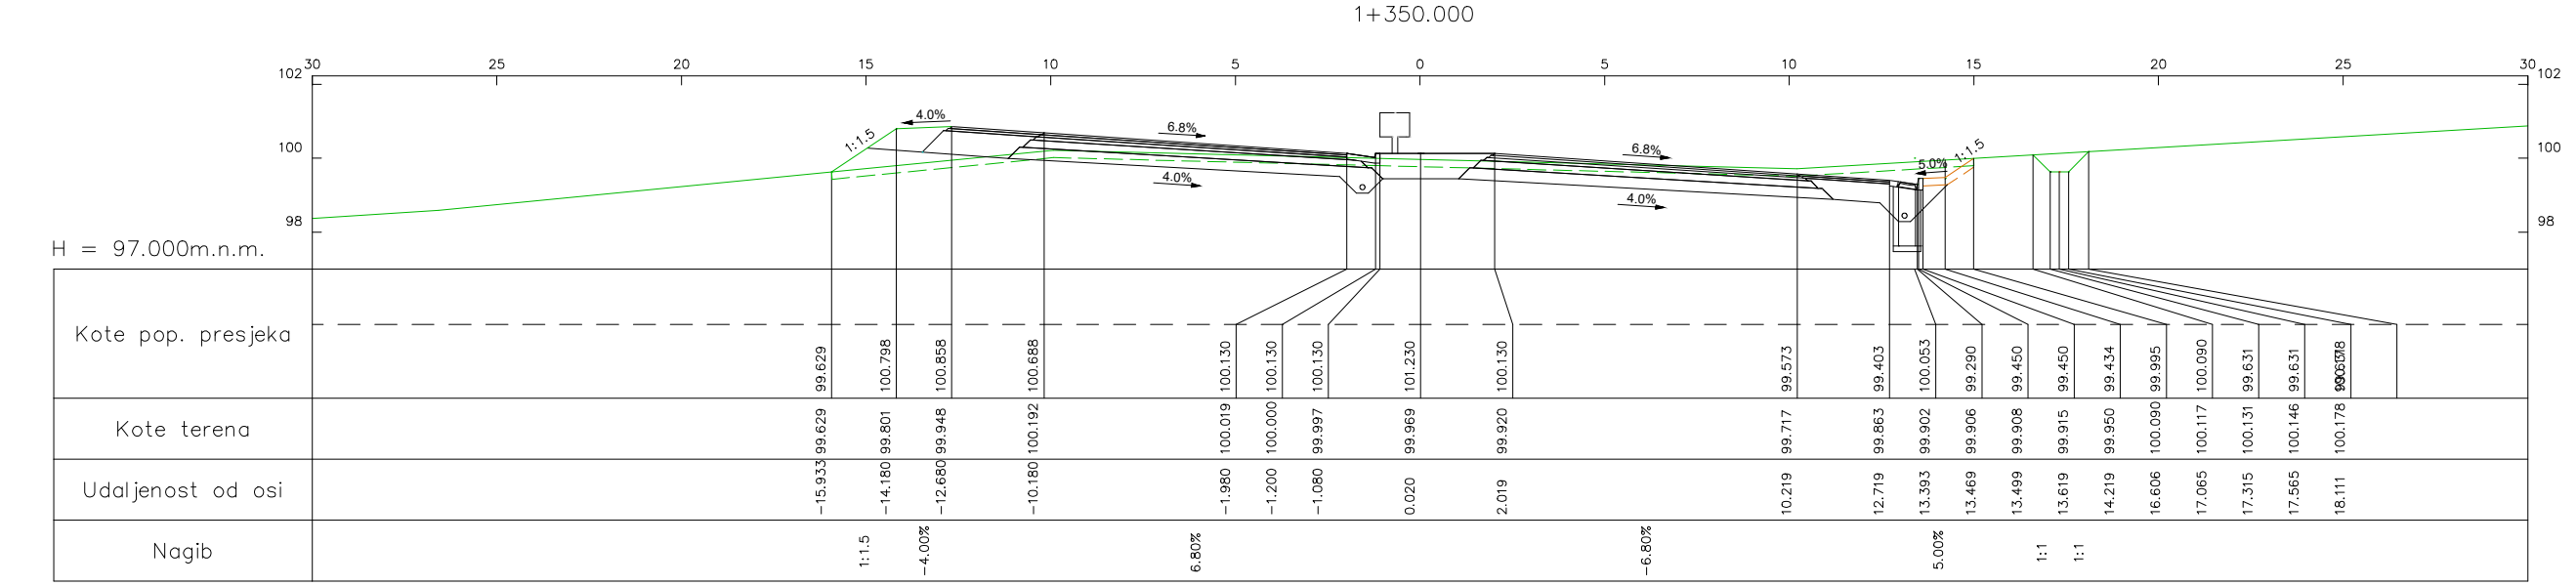 1+350.000
30 25 20 15 10 5 0 5 10 15 20 25 30
102 102
4.0% 6.8% 6.8% 5.0% 1:1.5
1:1.5
100 100
4.0% 4.0%
98 98
H = 97.000m.n.m.
Kote pop. presjeka 99.629 100.798 100.858 100.688 100.130 100.130 100.130 101.230 100.130 99.573 99.403 100.053 99.290 99.450 99.450 99.434 99.995 100.090 99.631 99.631
Kote terena 99.629 99.801 99.948 100.192 100.019 100.000 99.997 99.969 99.920 99.717 99.863 99.902 99.906 99.908 99.915 99.950 100.090 100.117 100.131 100.146 100.178
Udaljenost od osi -15.933 -14.180 -12.680 -10.180 -1.980 -1.200 -1.080 0.020 2.019 10.219 12.719 13.393 13.469 13.499 13.619 14.219 16.606 17.065 17.315 17.565 18.111
Nagib 1:1.5 -4.00% 6.80% -6.80% 5.00% 1:1 1:1